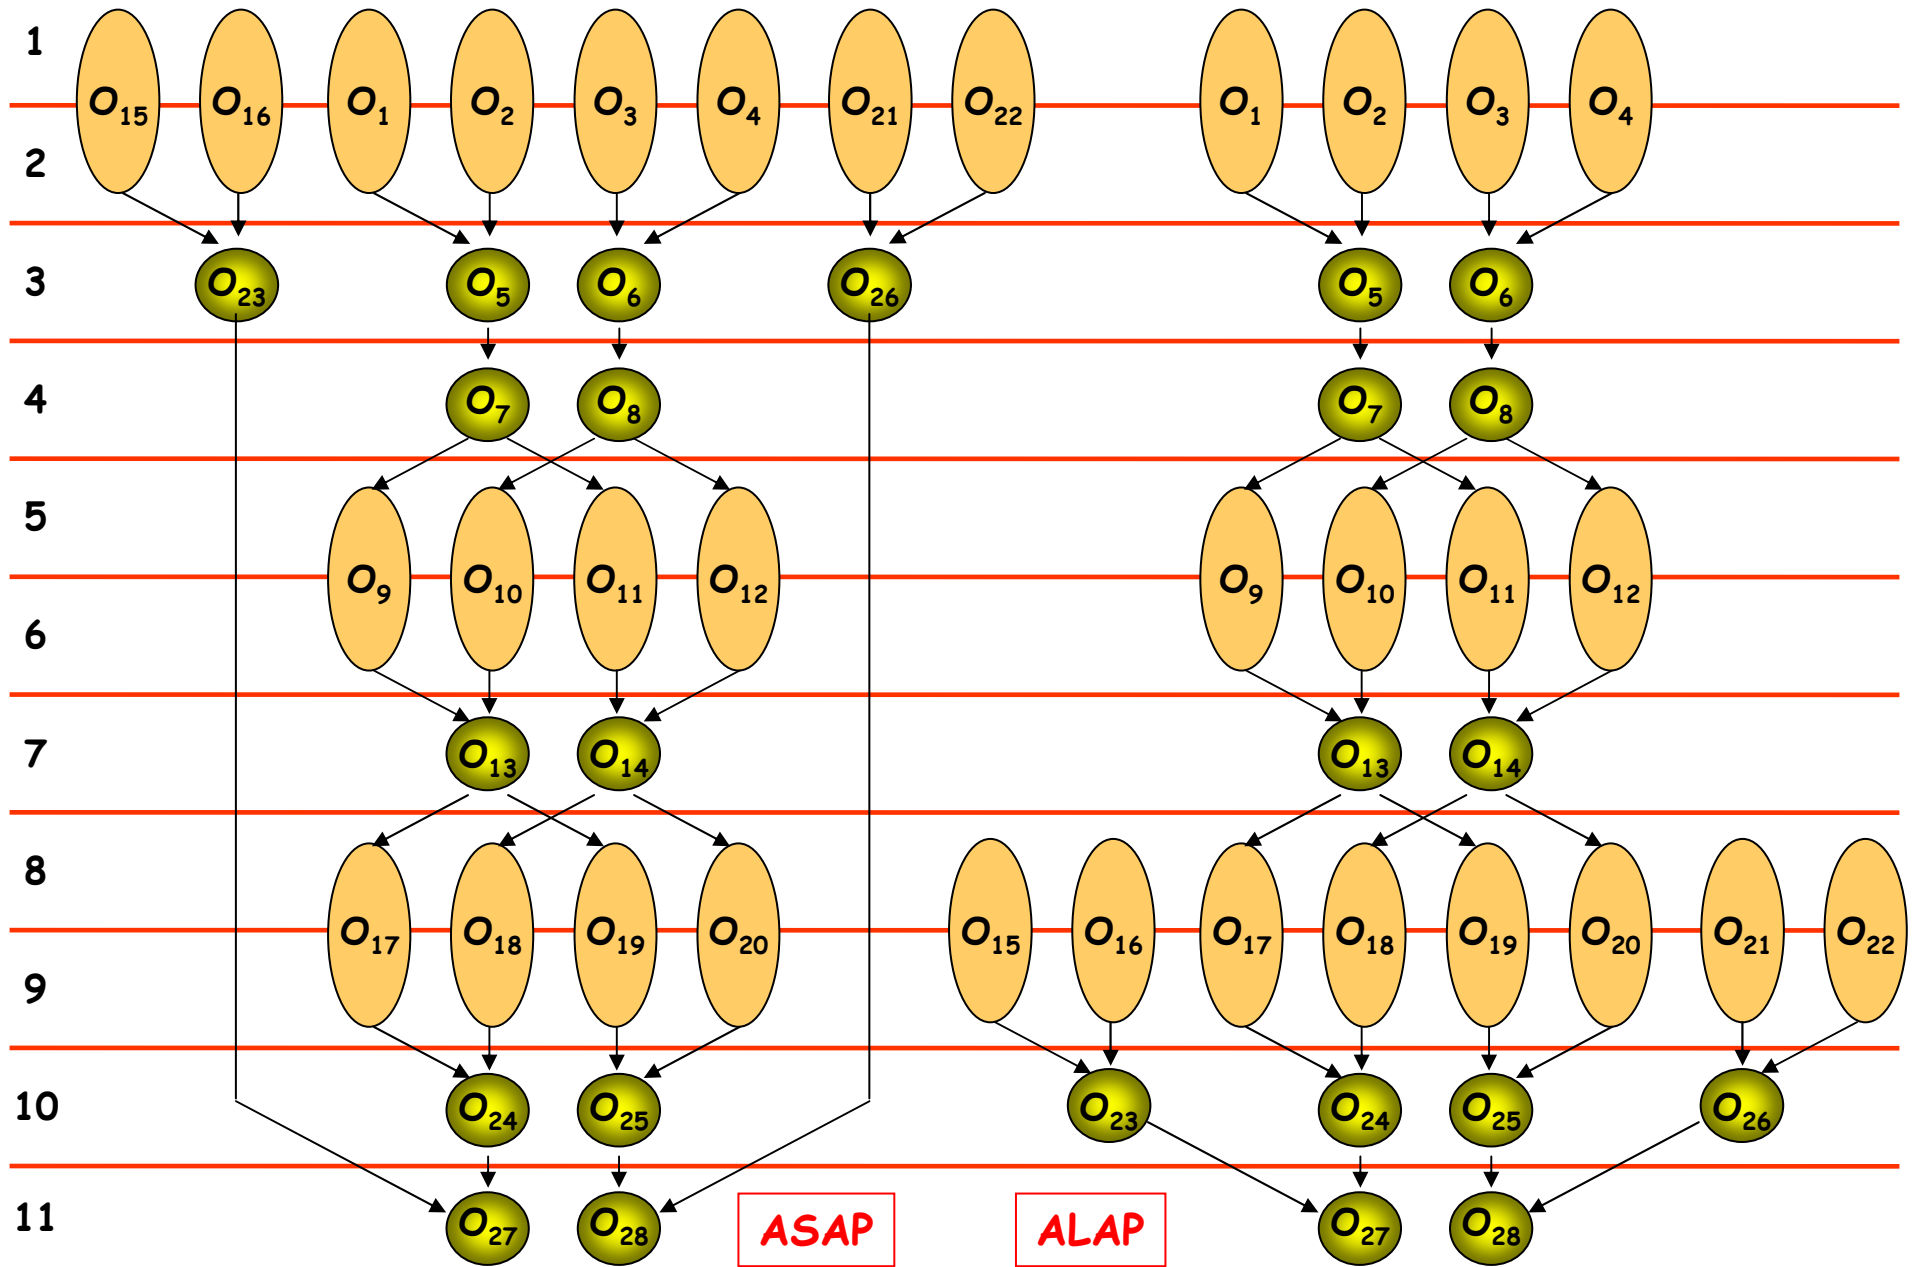 1
O15 O16 O1 O2 O3 O4 O21 O22 O1 O2 O3 O4
2
3 O23 O5 O6 O26 O5 O6
4 O7 O8 O7 O8
5
O9 O10 O11 O12 O9 O10 O11 O12
6
7 O13 O14 O13 O14
8
O17 O18 O19 O20 O15 O16 O17 O18 O19 O20 O21 O22
9
10 O24 O25 O23 O24 O25 O26
11 O27 O28 ASAP ALAP O27 O28